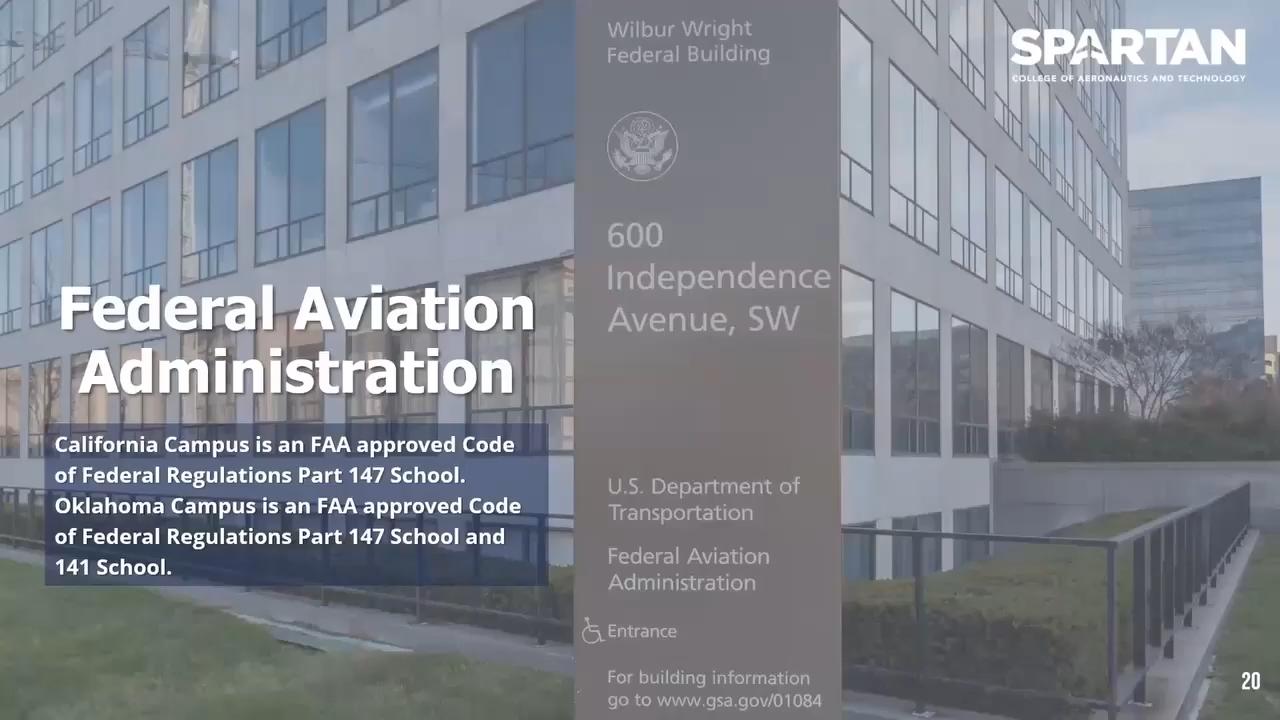 Wilbur Wright
Federal Building
SPARTAN
COLLEGE OF AERONAUTICS AND TECHNOLOGY
600
Independence
Avenue, SW
Federal Aviation
Administration
California Campus is an FAA approved Code
of Federal Regulations Part 147 School.
Oklahoma Campus is an FAA approved Code
of Federal Regulations Part 147 School and
141 School.
U.S. Department of
Transportation
Federal Aviation
Administration
Entrance
For building information
go to www.gsa.gov/01084
20